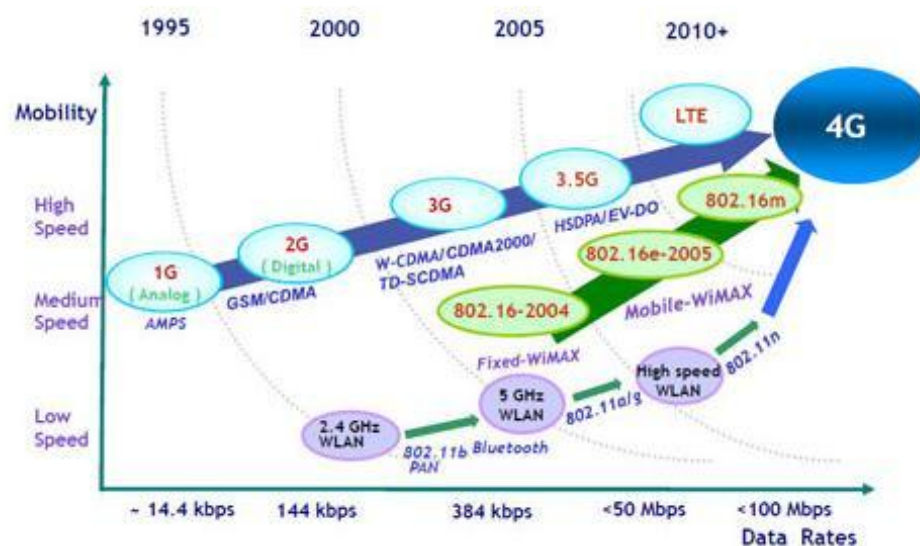 1995 2000 2005 2010+
Mobility
LTE
4G
3.5G
3G
802.16m
High
Speed
HSDPA/EV-DO
2G
( Digital )
W-CDMA/CDMA2000/
TD-SCDMA
802.16e-2005
1G
( Analog )
GSM/CDMA
Medium
Speed
802.16-2004
Mobile-WiMAX
AMPS
Fixed-WiMAX
802.11n
High speed
WLAN
5 GHz
WLAN
802.11a/g
Low
Speed
2.4 GHz
WLAN
802.11b
PAN
Bluetooth
~ 14.4 kbps 144 kbps 384 kbps <50 Mbps <100 Mbps
Data Rates